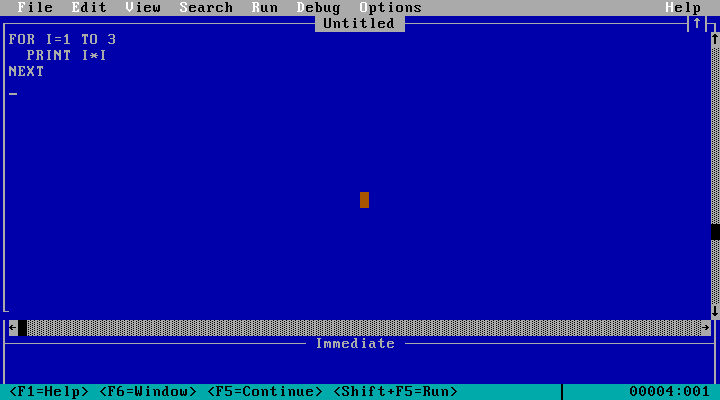 File Edit View Search Run Debug Options Help
Untitled
FOR I=1 TO 3
  PRINT I*I
NEXT
Immediate
<F1=Help> <F6=Window> <F5=Continue> <Shift+F5=Run> 00004:001